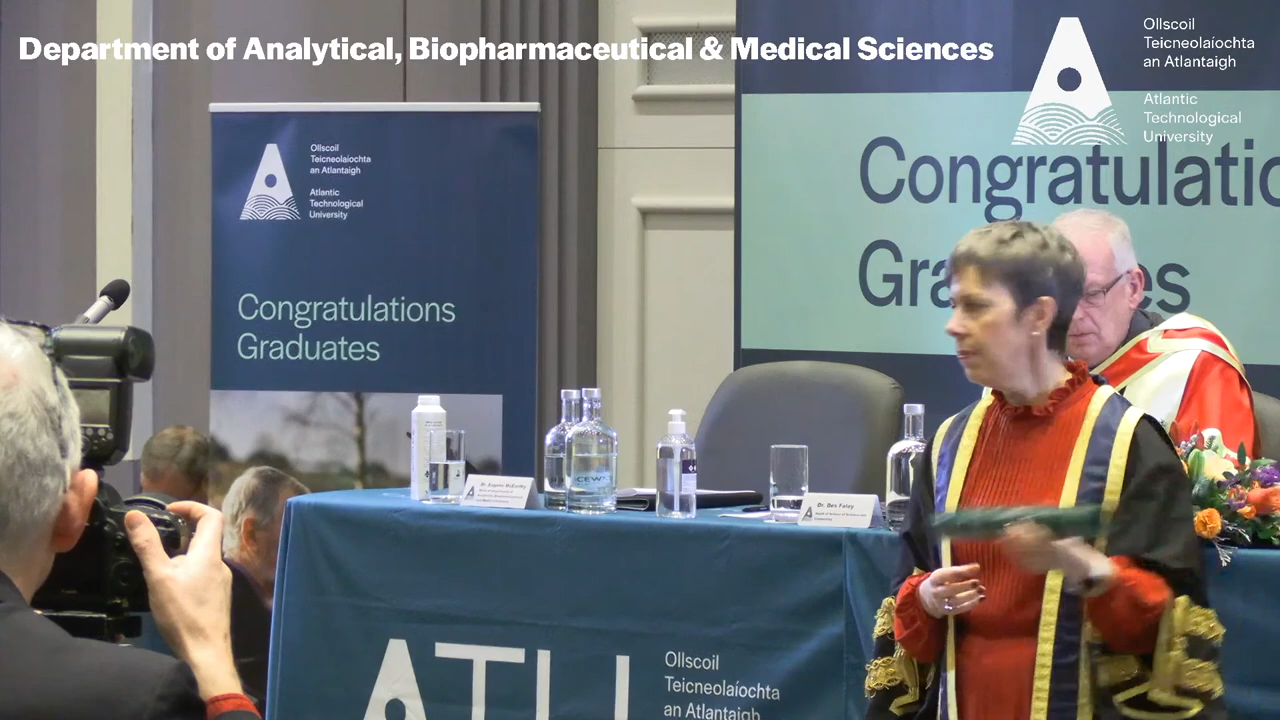 Department of Analytical, Biopharmaceutical & Medical Sciences
Ollscoil
Teicneolaíochta
an Atlantaigh
Atlantic
Technological
University
Ollscoil
Teicneolaíochta
an Atlantaigh
Atlantic
Technological
University
Congratulations
Graduates
Congratulatio
Gra es
Dr. Des Foley
ATU
Ollscoil
Teicneolaíochta
an Atlantaigh